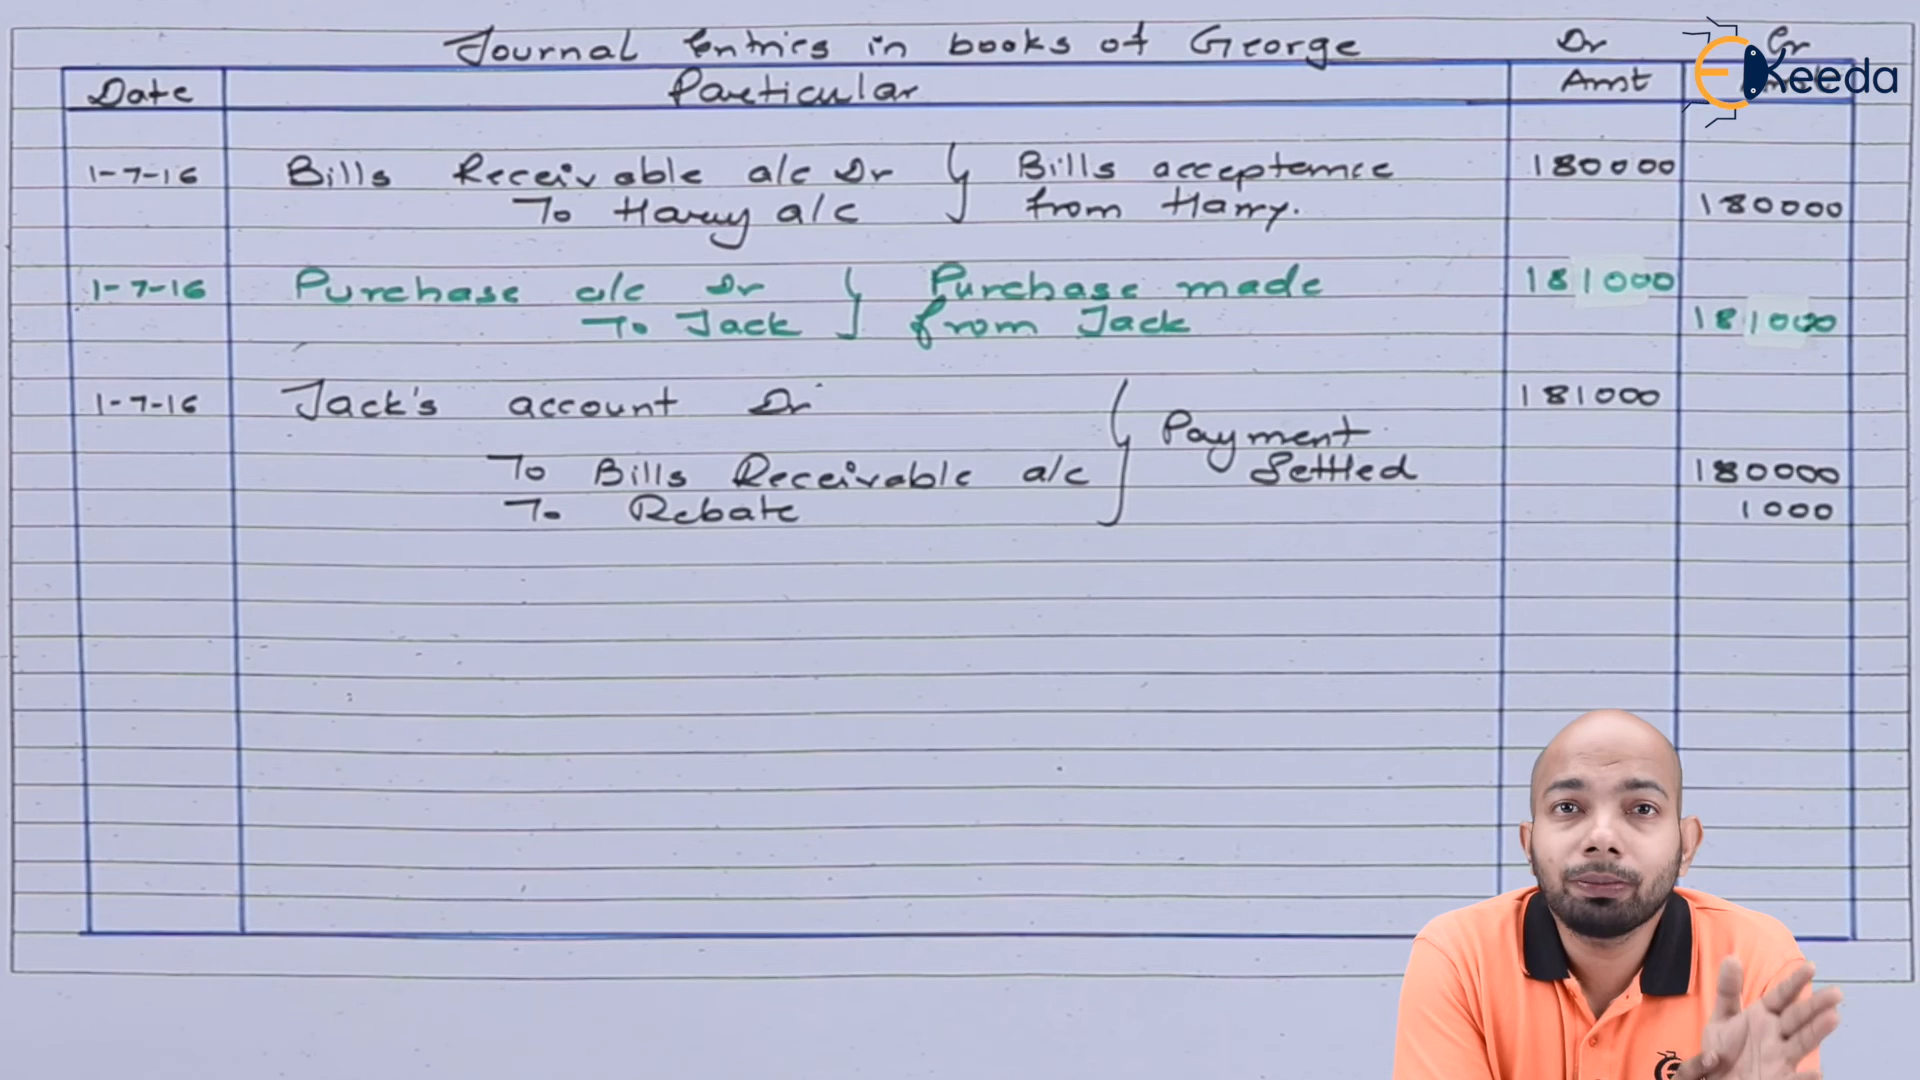 Journal Entries in books of George Dr Cr
Date Particular Amt
1-7-16 Bills Receivable a/c Dr Bills acceptance 180000
To Harry a/c from Harry. 180000
1-7-16 Purchase a/c Dr Purchase made 181000
To Jack from Jack 181000
1-7-16 Jack's account Dr 181000
Payment
To Bills Receivable a/c Settled 180000
To Rebate 1000
EKeeda